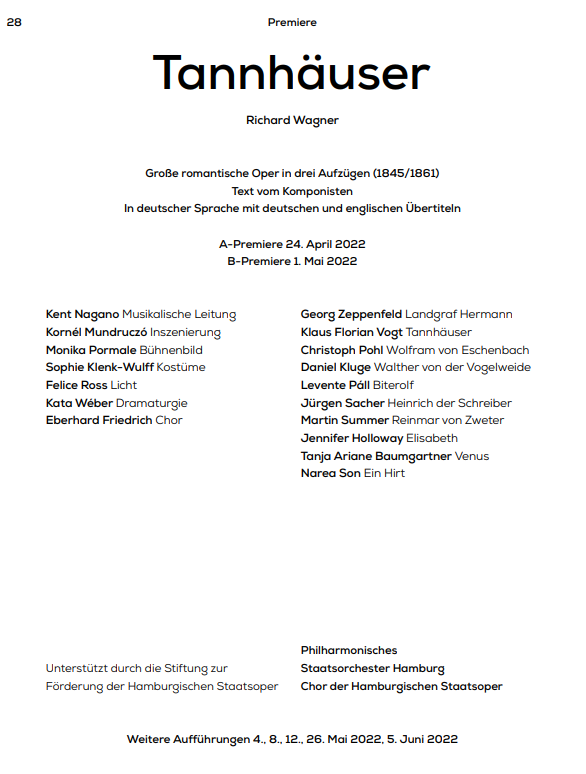 28
Premiere
Tannhäuser
Richard Wagner
Große romantische Oper in drei Aufzügen (1845/1861)
Text vom Komponisten
In deutscher Sprache mit deutschen und englischen Übertiteln
A-Premiere 24. April 2022
B-Premiere 1. Mai 2022
Kent Nagano Musikalische Leitung
Kornél Mundruczó Inszenierung
Monika Pormale Bühnenbild
Sophie Klenk-Wulff Kostüme
Felice Ross Licht
Kata Wéber Dramaturgie
Eberhard Friedrich Chor
Georg Zeppenfeld Landgraf Hermann
Klaus Florian Vogt Tannhäuser
Christoph Pohl Wolfram von Eschenbach
Daniel Kluge Walther von der Vogelweide
Levente Páll Biterolf
Jürgen Sacher Heinrich der Schreiber
Martin Summer Reinmar von Zweter
Jennifer Holloway Elisabeth
Tanja Ariane Baumgartner Venus
Narea Son Ein Hirt
Unterstützt durch die Stiftung zur
Förderung der Hamburgischen Staatsoper
Philharmonisches
Staatsorchester Hamburg
Chor der Hamburgischen Staatsoper
Weitere Aufführungen 4., 8., 12., 26. Mai 2022, 5. Juni 2022